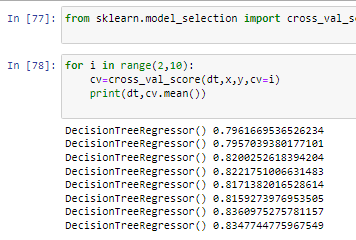 In [77]: from sklearn.model_selection import cross_val_s
In [78]: for i in range(2,10):
cv=cross_val_score(dt,x,y,cv=i)
print(dt,cv.mean())
DecisionTreeRegressor() 0.7961669536526234
DecisionTreeRegressor() 0.7957039380177101
DecisionTreeRegressor() 0.8200252618394204
DecisionTreeRegressor() 0.8221751006631483
DecisionTreeRegressor() 0.8171382016528614
DecisionTreeRegressor() 0.8159273976953505
DecisionTreeRegressor() 0.8360975275781157
DecisionTreeRegressor() 0.8347744775967549